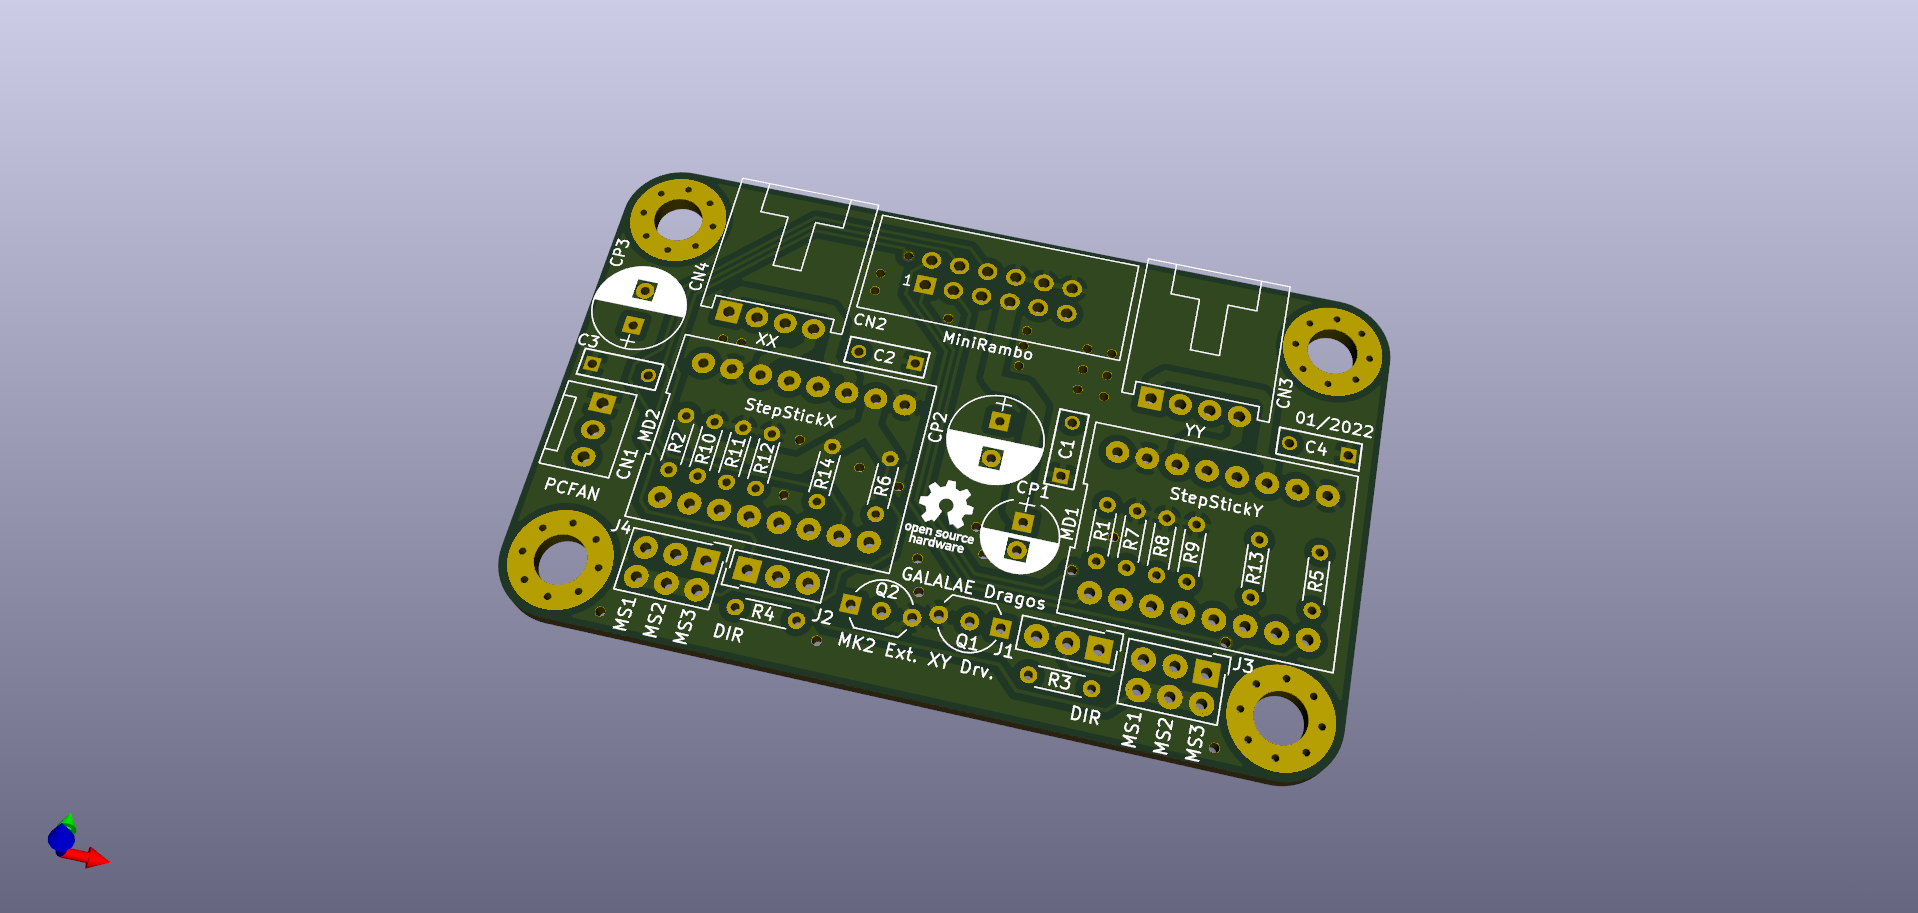 CP3
CN4
1
CN2
MiniRambo
C3
XX
C2
CN3
01/2022
YY
C4
StepStickX
CP2
C1
MD2
R2
R10
R11
R12
R14
R6
CN1
PCFAN
CP1
StepStickY
MD1
R1
R7
R8
R9
R13
R5
open source
hardware
J4
GALALAE Dragos
MS1
MS2
MS3
R4
DIR
J2
Q2
Q1
J1
MK2 Ext. XY Drv.
R3
DIR
J3
MS1
MS2
MS3